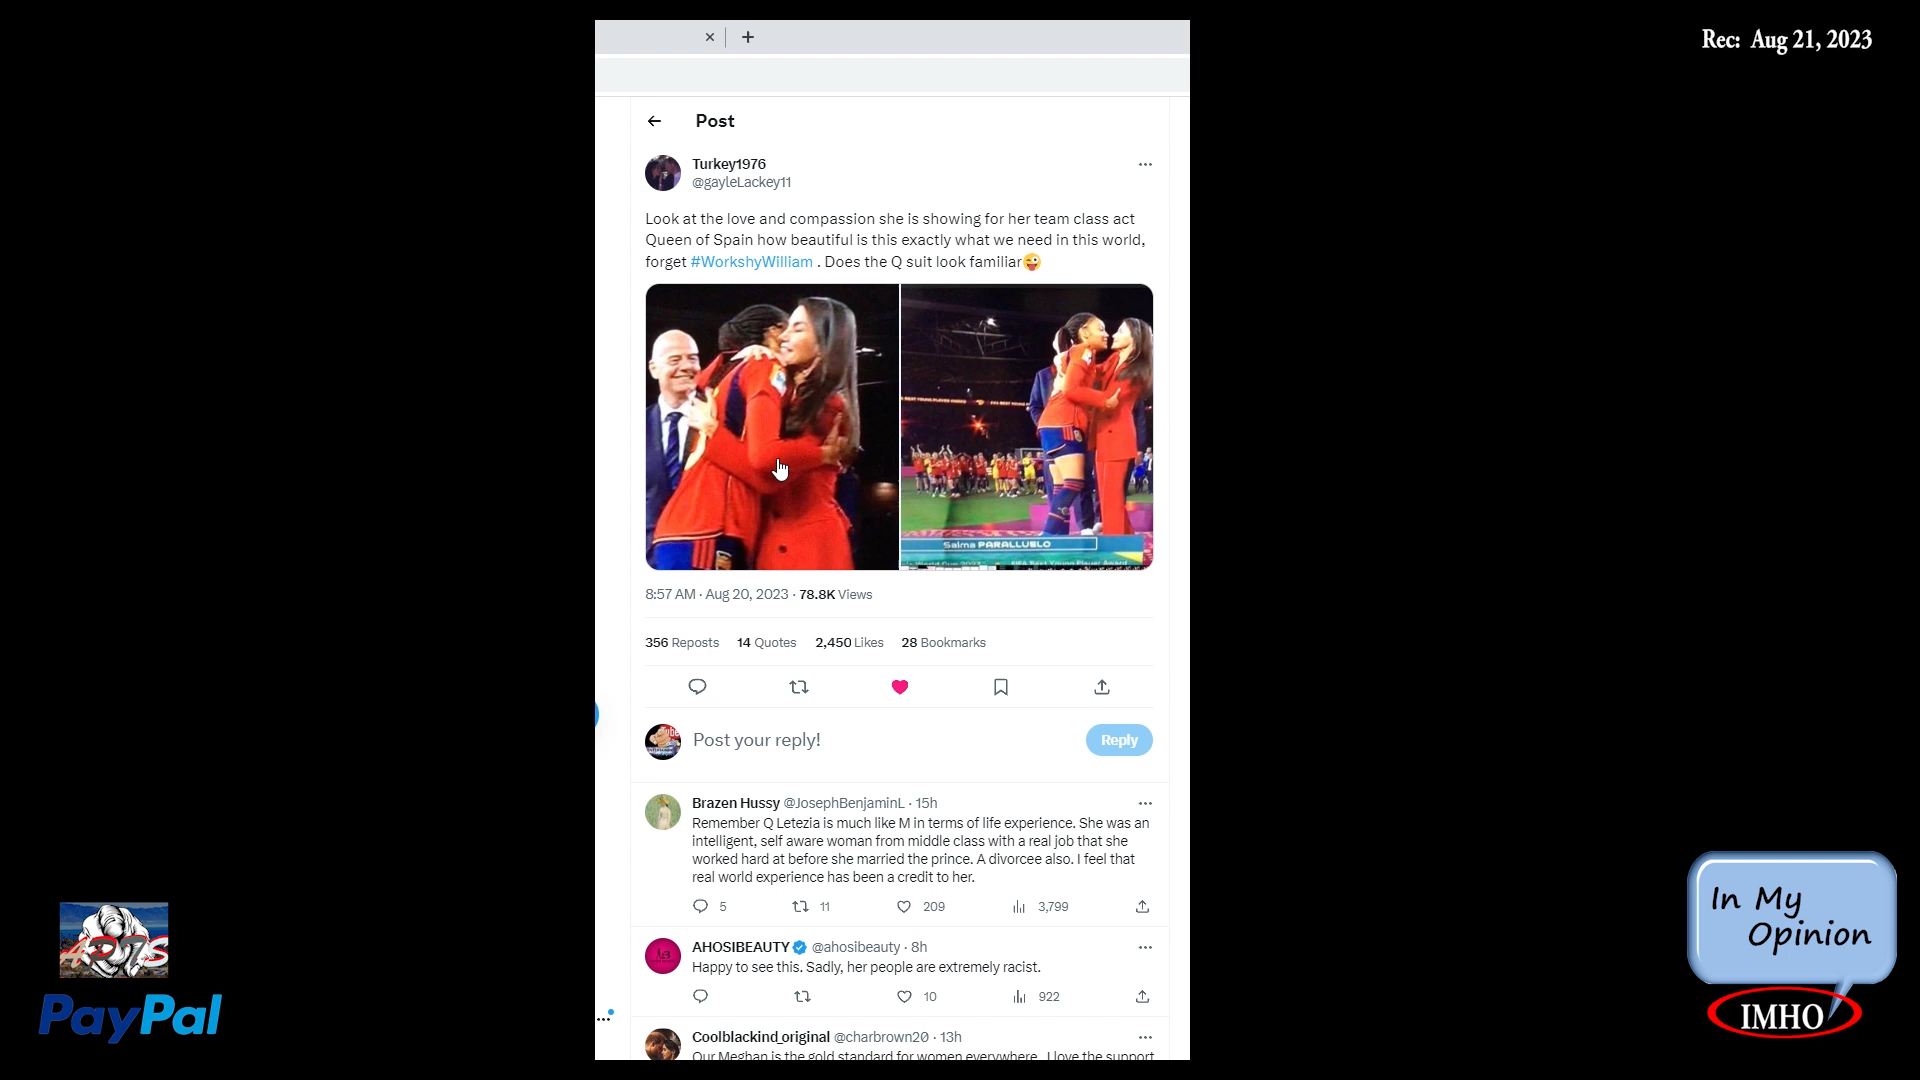 Rec: Aug 21, 2023
Post
Turkey1976
@gayleLackey11
Look at the love and compassion she is showing for her team class act
Queen of Spain how beautiful is this exactly what we need in this world,
forget #WorkshyWilliam . Does the Q suit look familiar😜
Salma PARALLUELO
World Cup 2023 FIFA Best Young Player Award
8:57 AM · Aug 20, 2023 · 78.8K Views
356 Reposts 14 Quotes 2,450 Likes 28 Bookmarks
Post your reply!
Reply
Brazen Hussy @JosephBenjaminL · 15h
Remember Q Letezia is much like M in terms of life experience. She was an
intelligent, self aware woman from middle class with a real job that she
worked hard at before she married the prince. A divorcee also. I feel that
real world experience has been a credit to her.
5 11 209 3,799
AHOSIBEAUTY @ahosibeauty · 8h
Happy to see this. Sadly, her people are extremely racist.
10 922
Coolblackind_original @charbrown20 · 13h
Our Meghan is the gold standard for women everywhere. I love the support
PayPal
In My
Opinion
IMHO